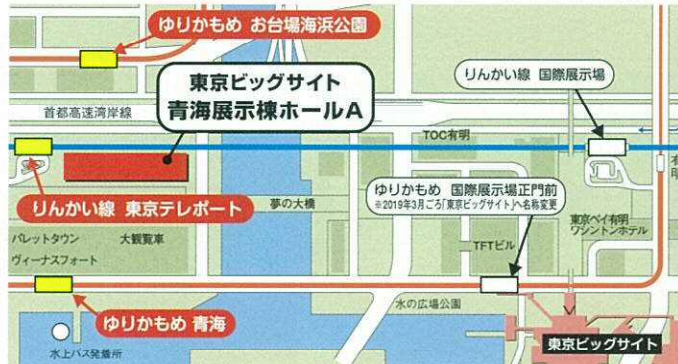 ゆりかもめ お台場海浜公園
東京ビッグサイト
青海展示棟ホールA
りんかい線 国際展示場
首都高速湾岸線
TOC有明
りんかい線 東京テレポート
夢の大橋
ゆりかもめ 国際展示場正門前
※2019年3月ごろ「東京ビッグサイト」へ名称変更
有明
東京ベイ有明
ワシントンホテル
パレットタウン
大観覧車
ヴィーナスフォート
TFTビル
ゆりかもめ 青海
水の広場公園
水上バス発着所
東京ビッグサイト